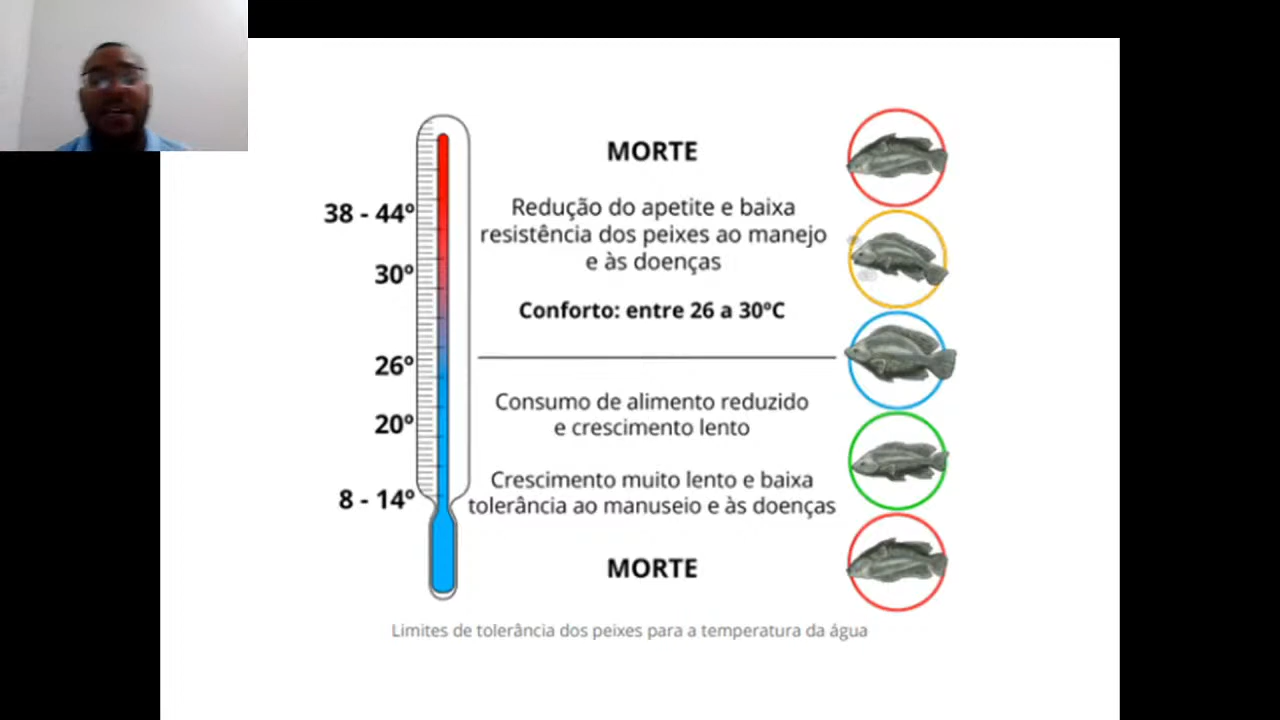 MORTE
38 - 44º
Redução do apetite e baixa
resistência dos peixes ao manejo
e às doenças
30º
Conforto: entre 26 a 30ºC
26º
Consumo de alimento reduzido
e crescimento lento
20º
Crescimento muito lento e baixa
tolerância ao manuseio e às doenças
8 - 14º
MORTE
Limites de tolerância dos peixes para a temperatura da água